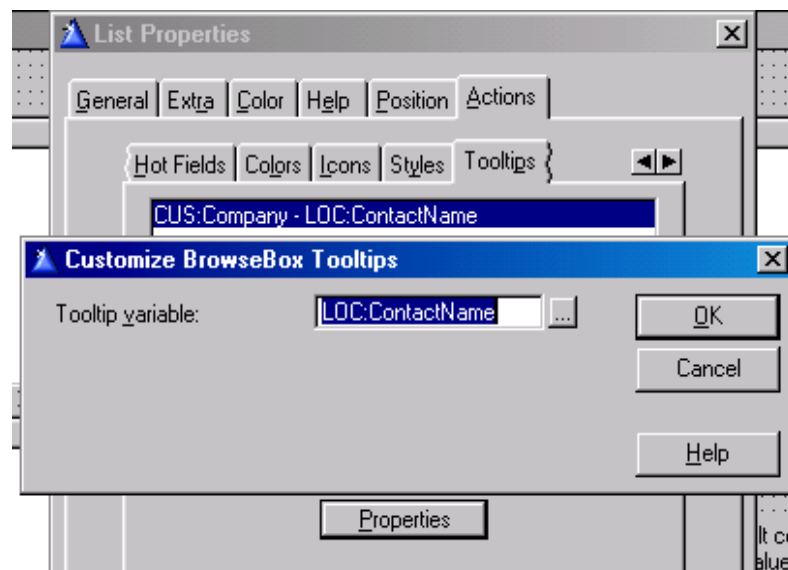 List Properties
General Extra Color Help Position Actions
Hot Fields Colors Icons Styles Tooltips
CUS:Company - LOC:ContactName
Customize BrowseBox Tooltips
Tooltip variable: LOC:ContactName ... OK
Cancel
Help
Properties
It